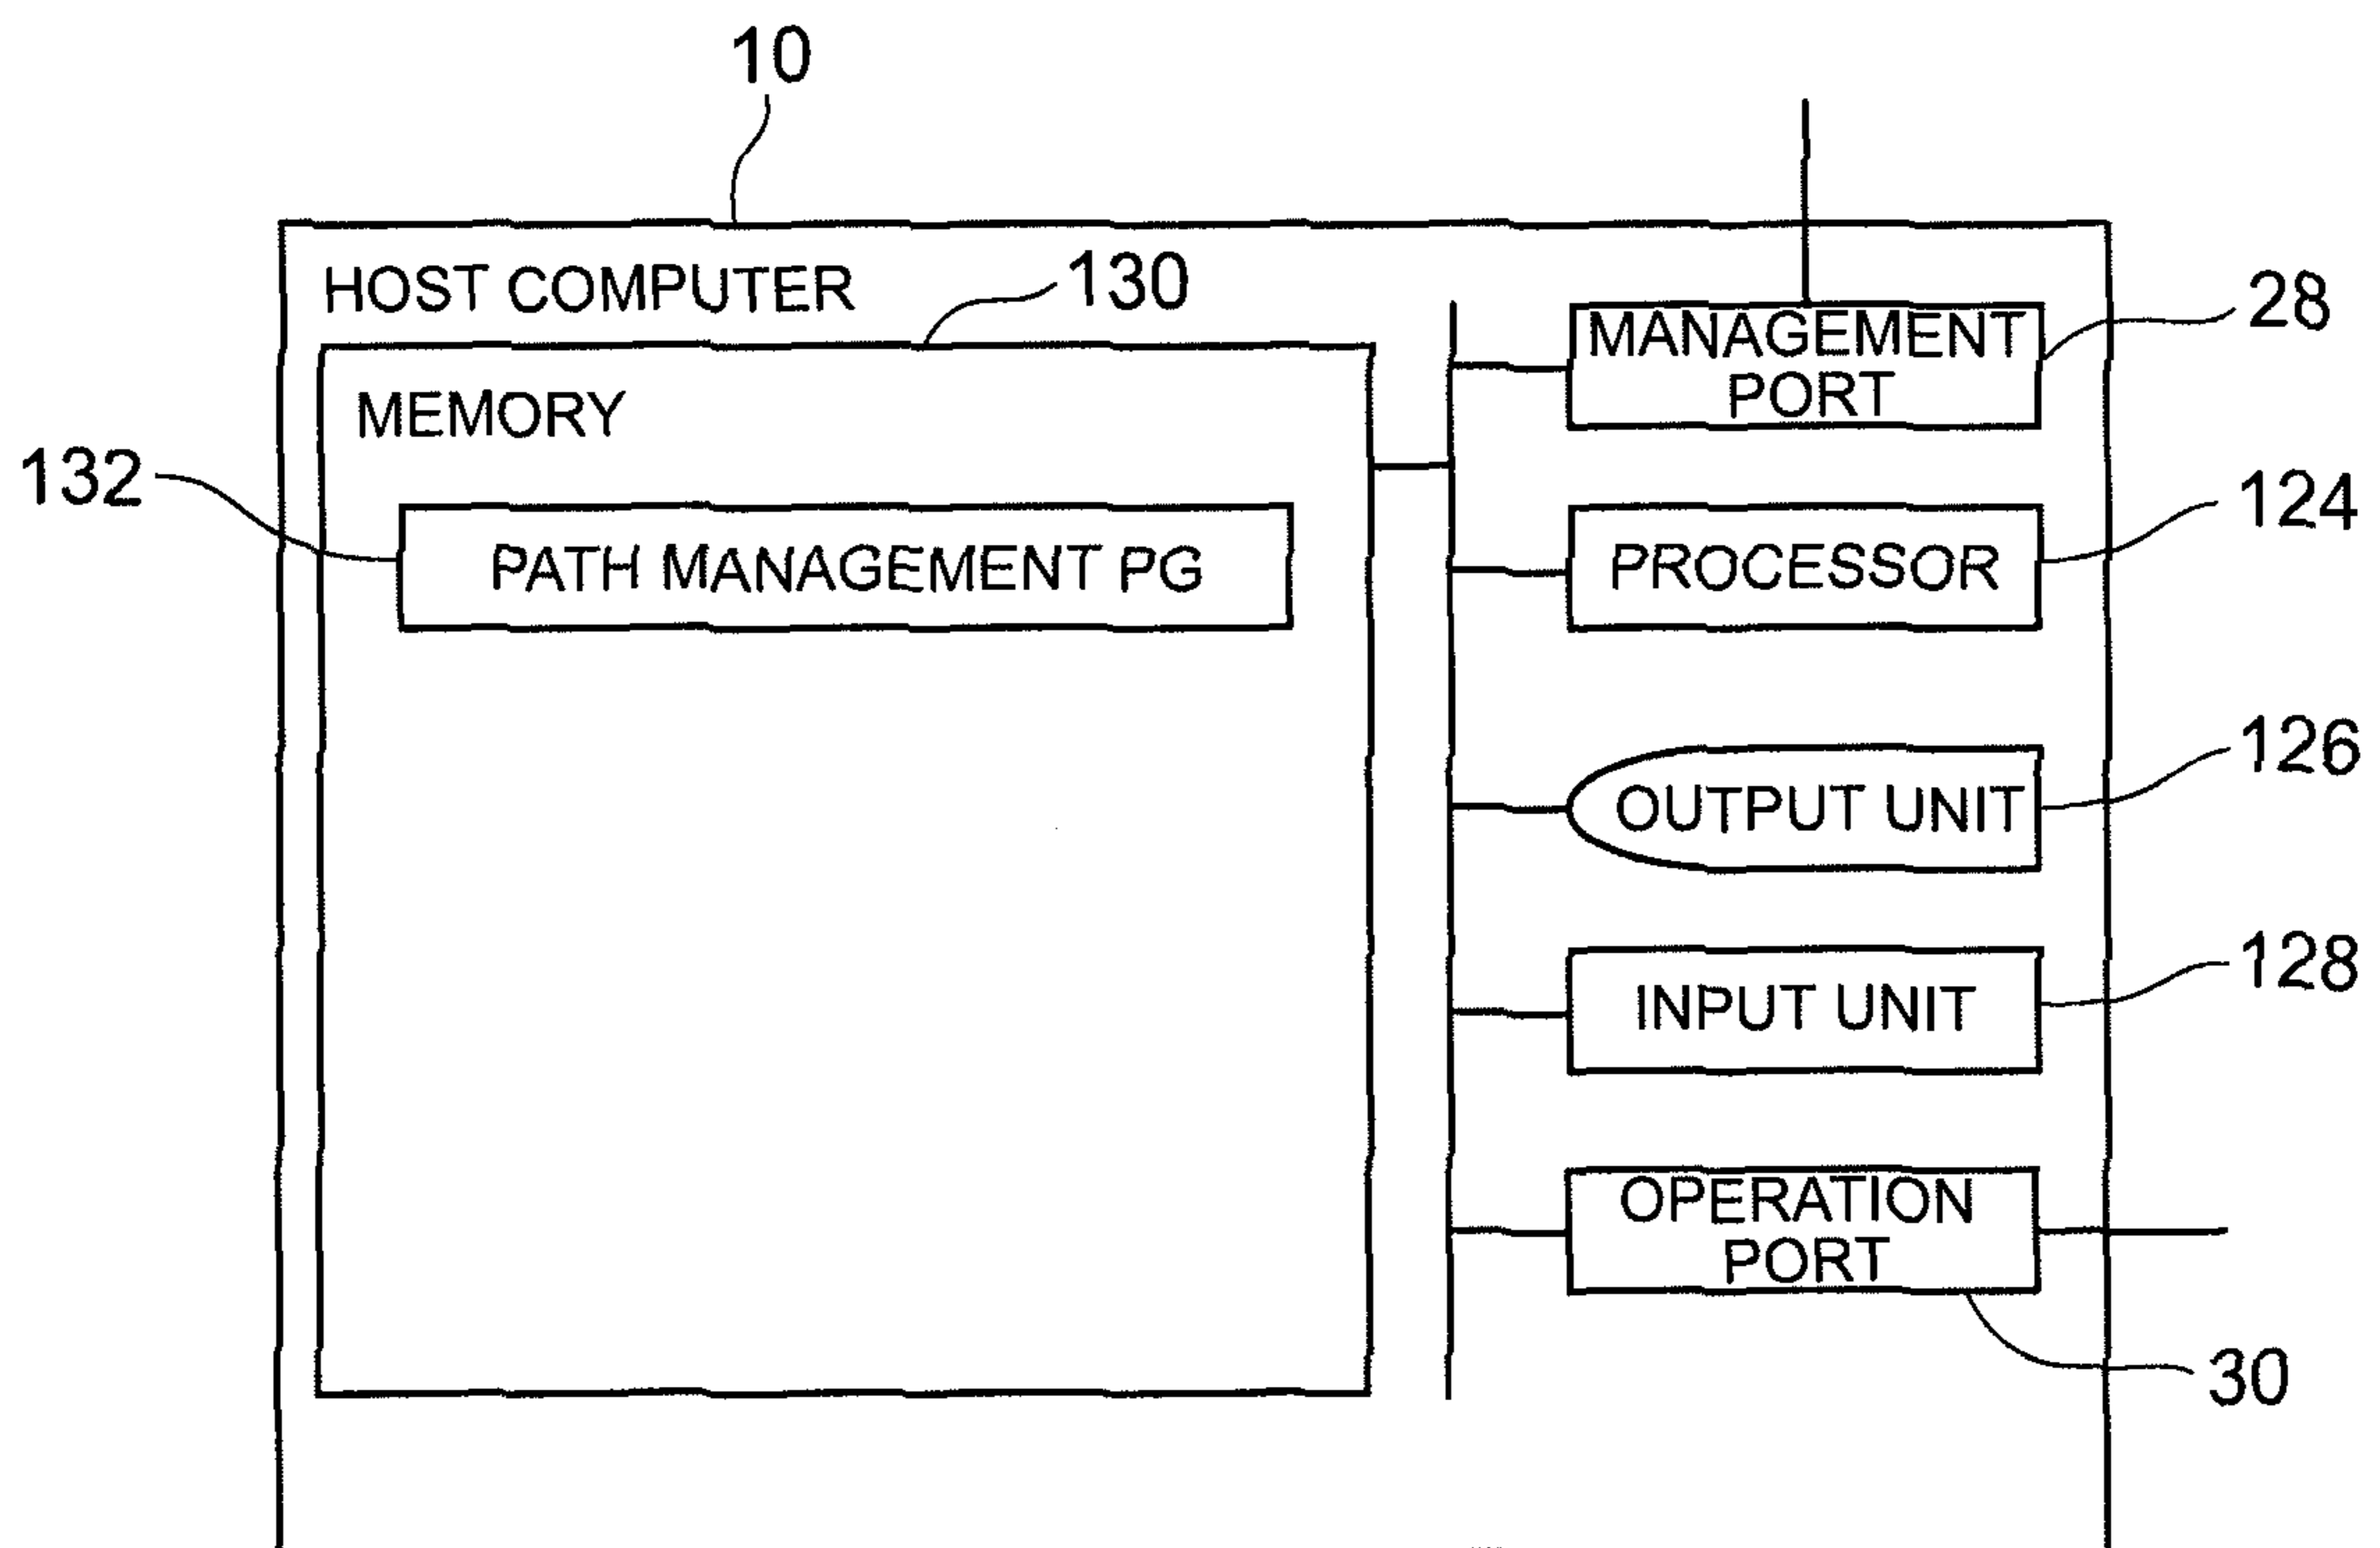 10
HOST COMPUTER
130
MANAGEMENT
PORT
28
MEMORY
132
PATH MANAGEMENT PG
PROCESSOR
124
OUTPUT UNIT
126
INPUT UNIT
128
OPERATION
PORT
30